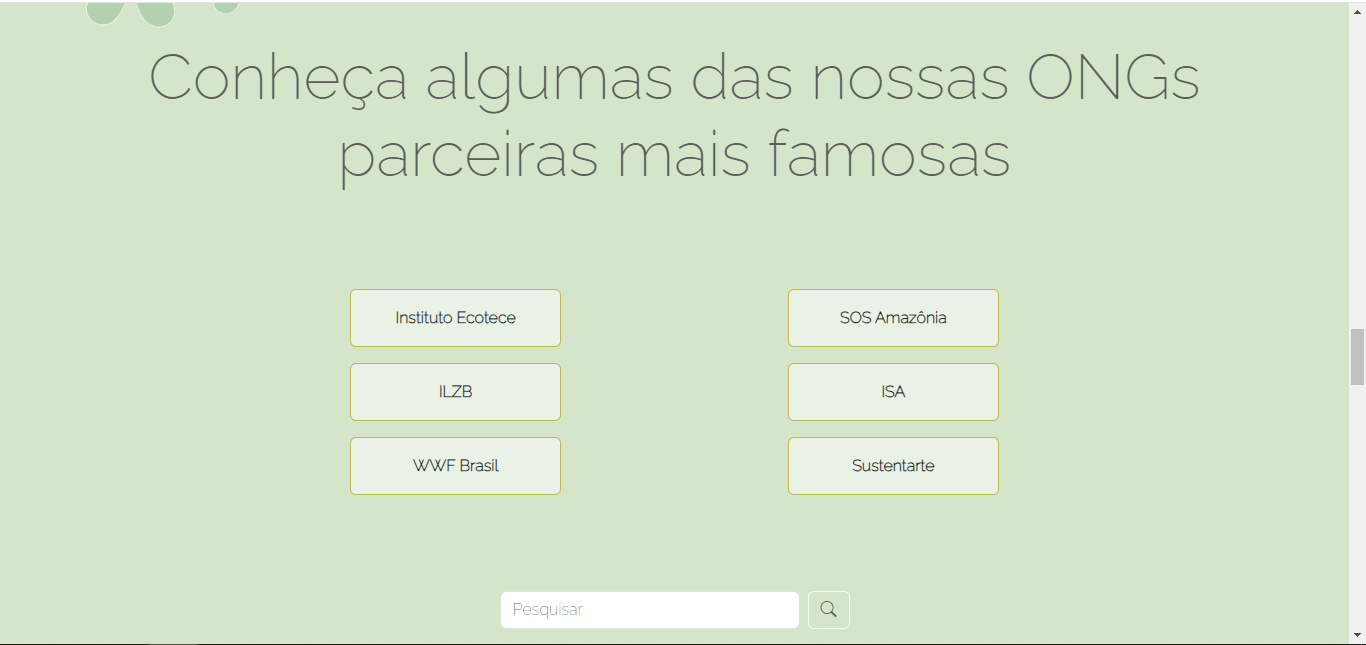 Conheça algumas das nossas ONGs
parceiras mais famosas
Instituto Ecotece
SOS Amazônia
ILZB
ISA
WWF Brasil
Sustentarte
Pesquisar